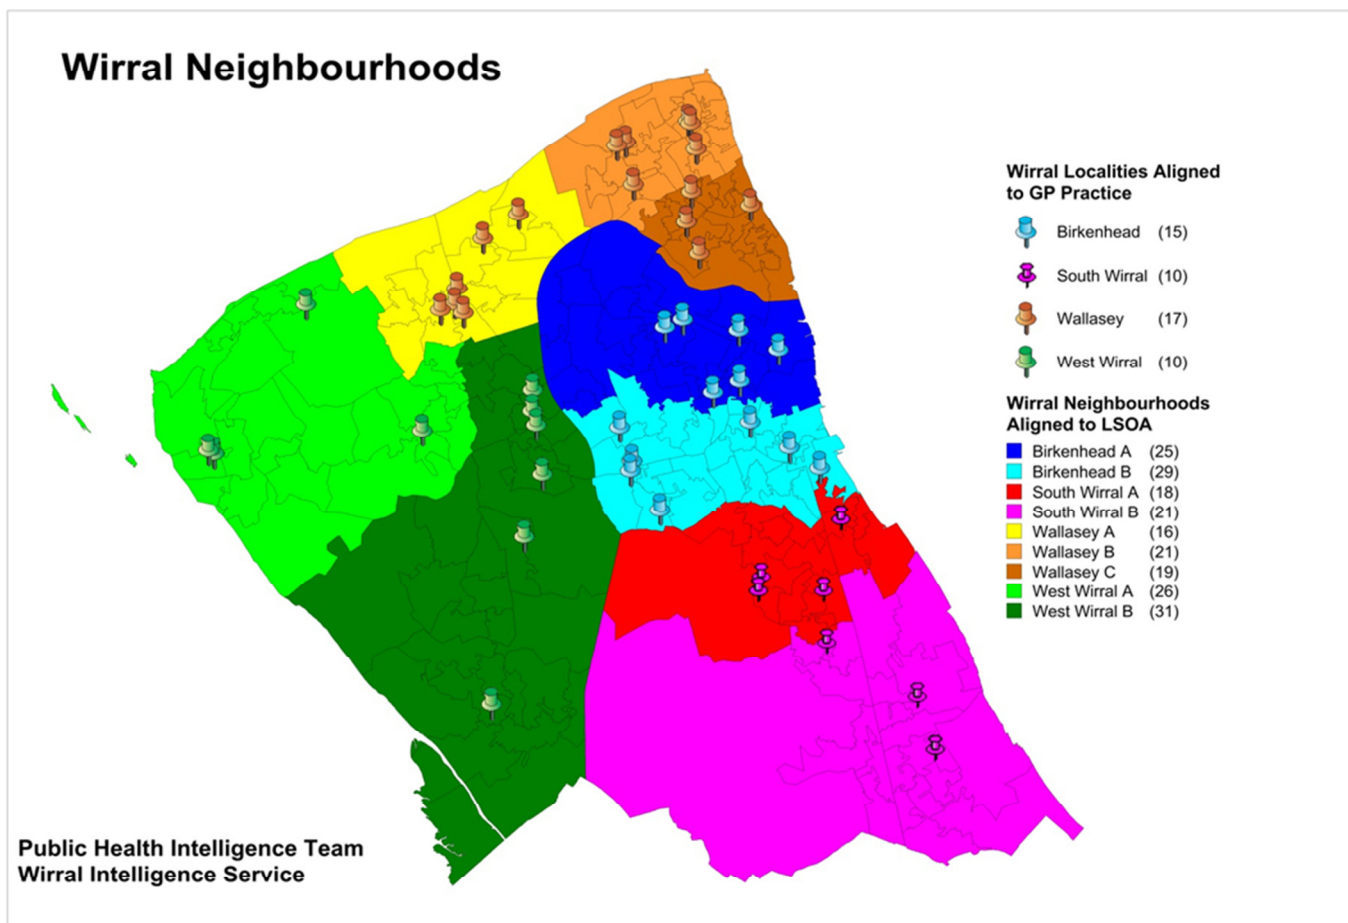 Wirral Neighbourhoods
Wirral Localities Aligned
to GP Practice
Birkenhead (15)
South Wirral (10)
Wallasey (17)
West Wirral (10)
Wirral Neighbourhoods
Aligned to LSOA
Birkenhead A (25)
Birkenhead B (29)
South Wirral A (18)
South Wirral B (21)
Wallasey A (16)
Wallasey B (21)
Wallasey C (19)
West Wirral A (26)
West Wirral B (31)
Public Health Intelligence Team
Wirral Intelligence Service